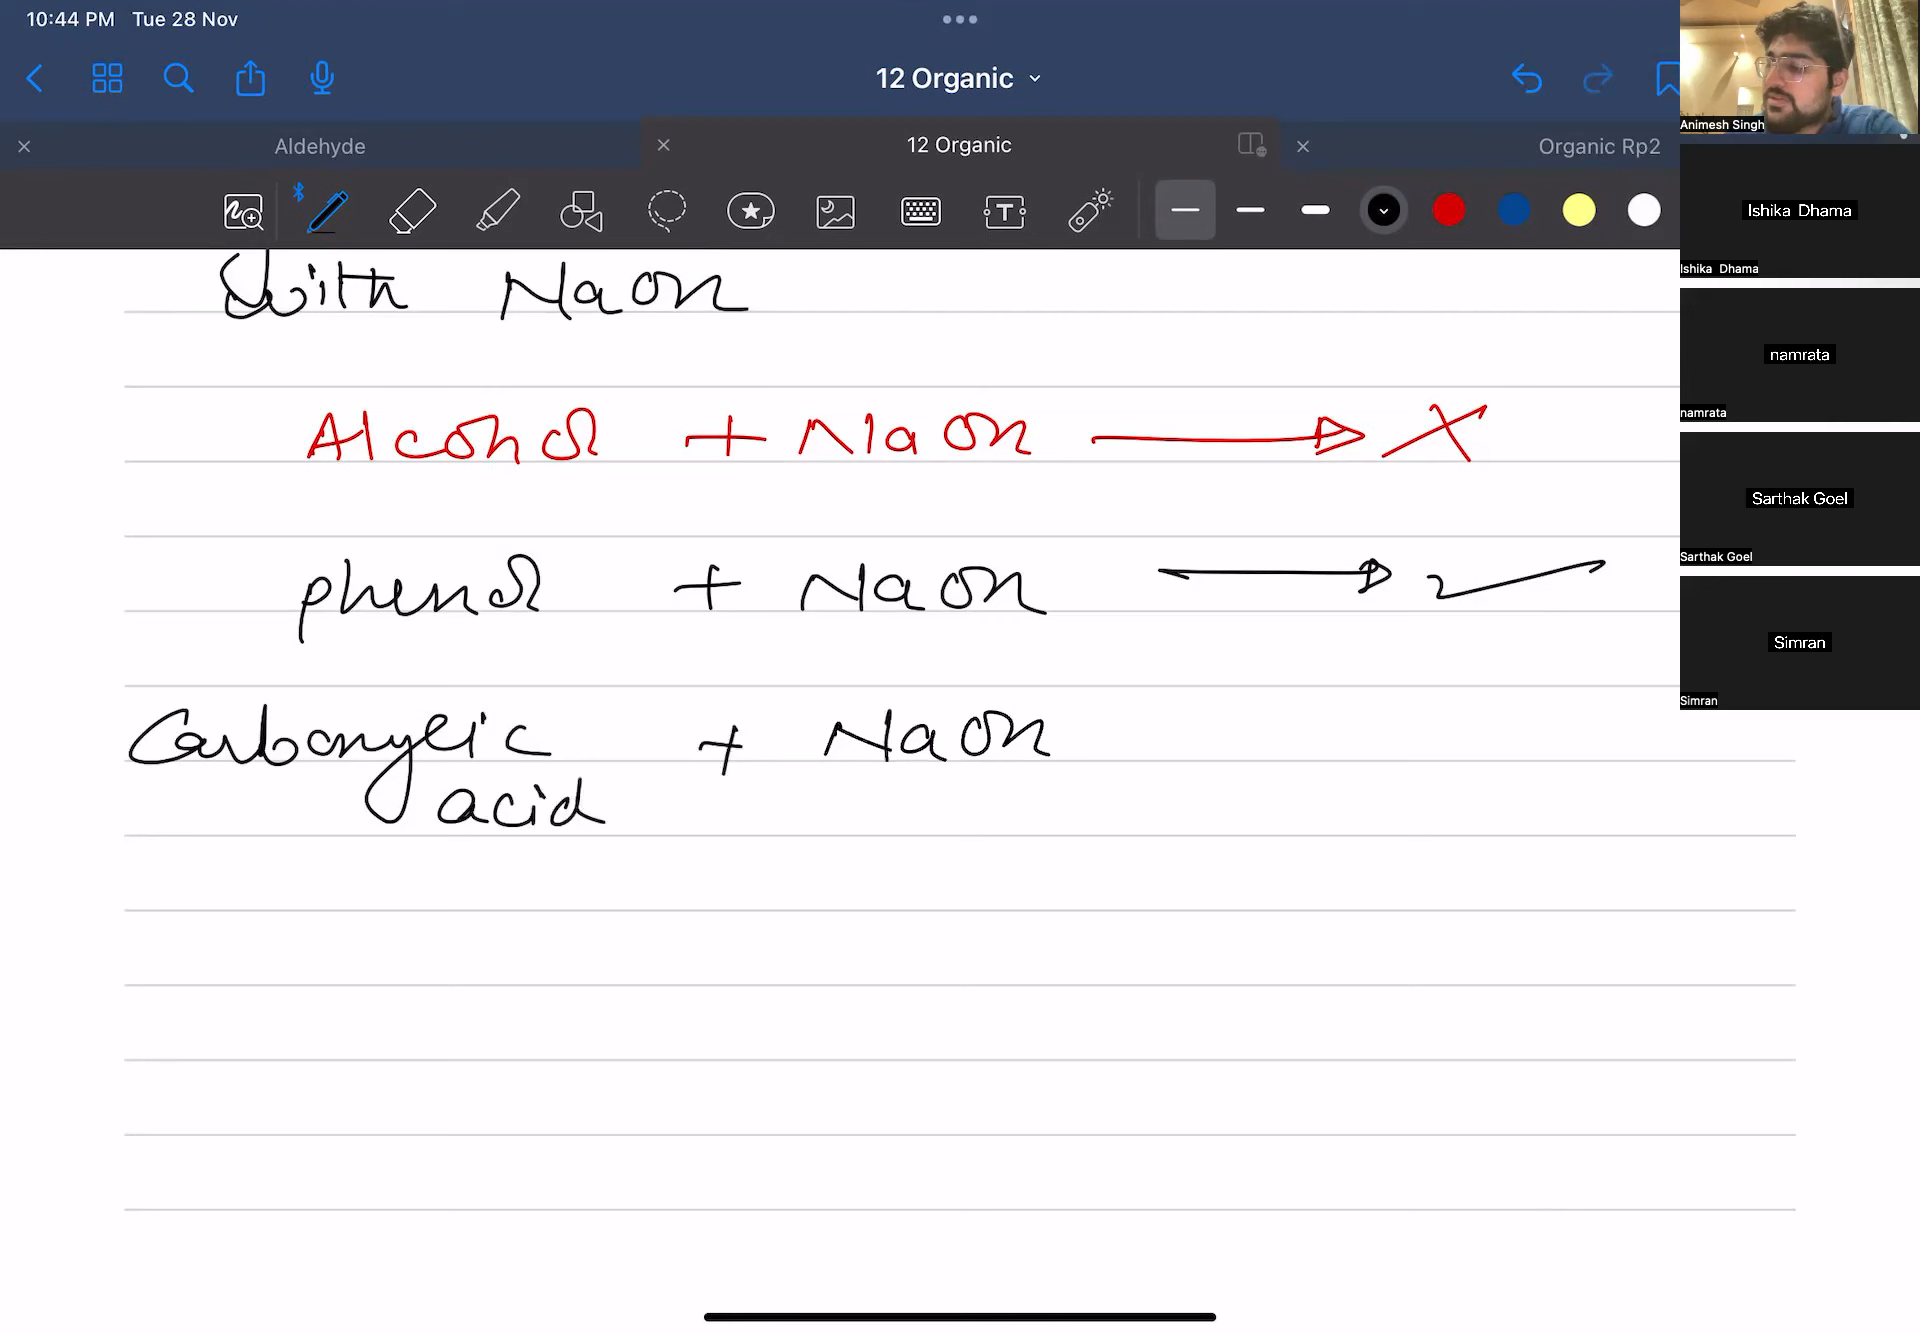 10:44 PM Tue 28 Nov
12 Organic
Aldehyde
12 Organic
Organic Rp2
With NaOH
Alcohol + NaOH → X
phenol + NaOH → ✓
Carboxylic + NaOH
acid
Animesh Singh
Ishika Dhama
Ishika Dhama
namrata
namrata
Sarthak Goel
Sarthak Goel
Simran
Simran